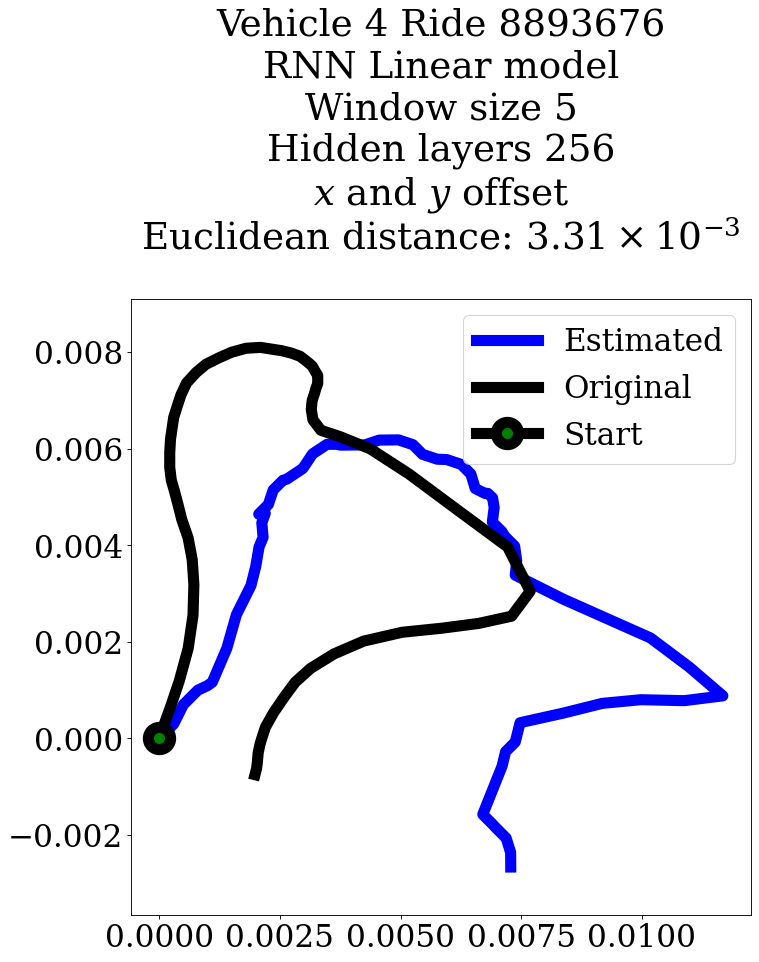 Vehicle 4 Ride 8893676
RNN Linear model
Window size 5
Hidden layers 256
x and y offset
Euclidean distance: 3.31 × 10⁻³
Estimated
Original
Start
0.008
0.006
0.004
0.002
0.000
−0.002
0.0000 0.0025 0.0050 0.0075 0.0100